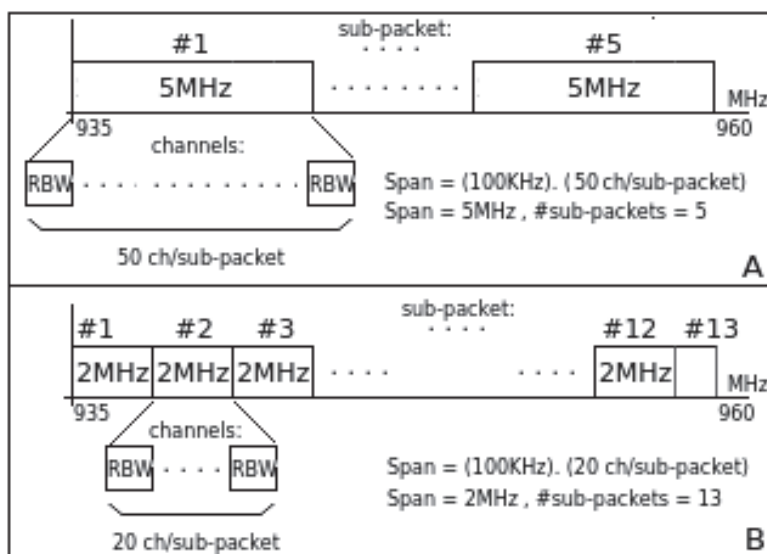 sub-packet:
#1 . . . . #5
5MHz . . . . . . . . 5MHz
MHz
935 960
channels:
RBW . . . . . . . . . . . . . . RBW
Span = (100KHz). (50 ch/sub-packet)
Span = 5MHz , #sub-packets = 5
50 ch/sub-packet
A
sub-packet:
#1 #2 #3 . . . . #12 #13
2MHz 2MHz 2MHz . . . . . . . . 2MHz
MHz
935 960
channels:
RBW . . . . RBW
Span = (100KHz). (20 ch/sub-packet)
Span = 2MHz , #sub-packets = 13
20 ch/sub-packet
B